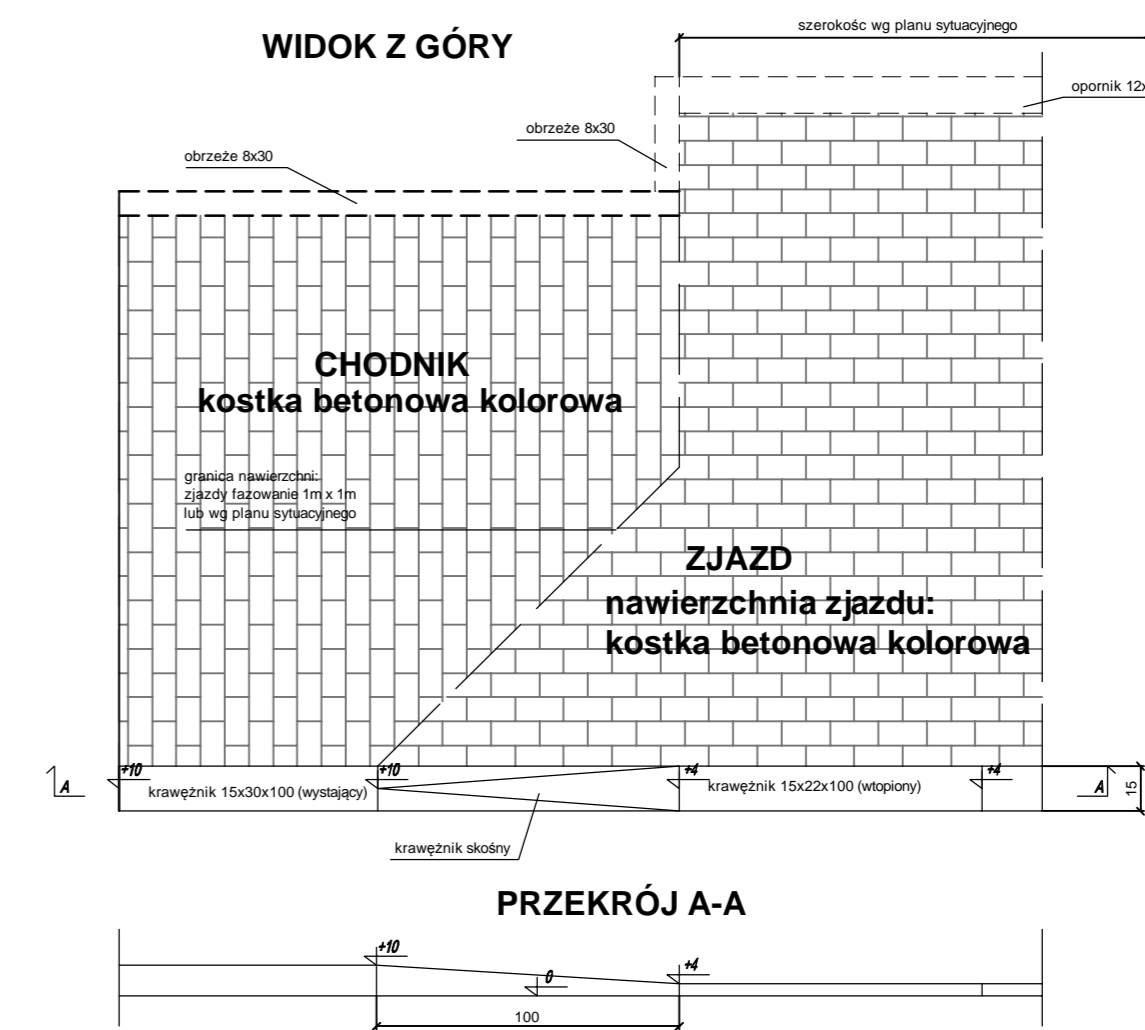 WIDOK Z GÓRY
szerokośc wg planu sytuacyjnego
opornik 12x
obrzeże 8x30
obrzeże 8x30
CHODNIK
kostka betonowa kolorowa
granica nawierzchni:
zjazdy fazowanie 1m x 1m
lub wg planu sytuacyjnego
ZJAZD
nawierzchnia zjazdu:
kostka betonowa kolorowa
A
+10
+10
+4
+4
A
15
krawężnik 15x30x100 (wystający)
krawężnik 15x22x100 (wtopiony)
krawężnik skośny
PRZEKRÓJ A-A
+10
+4
0
100